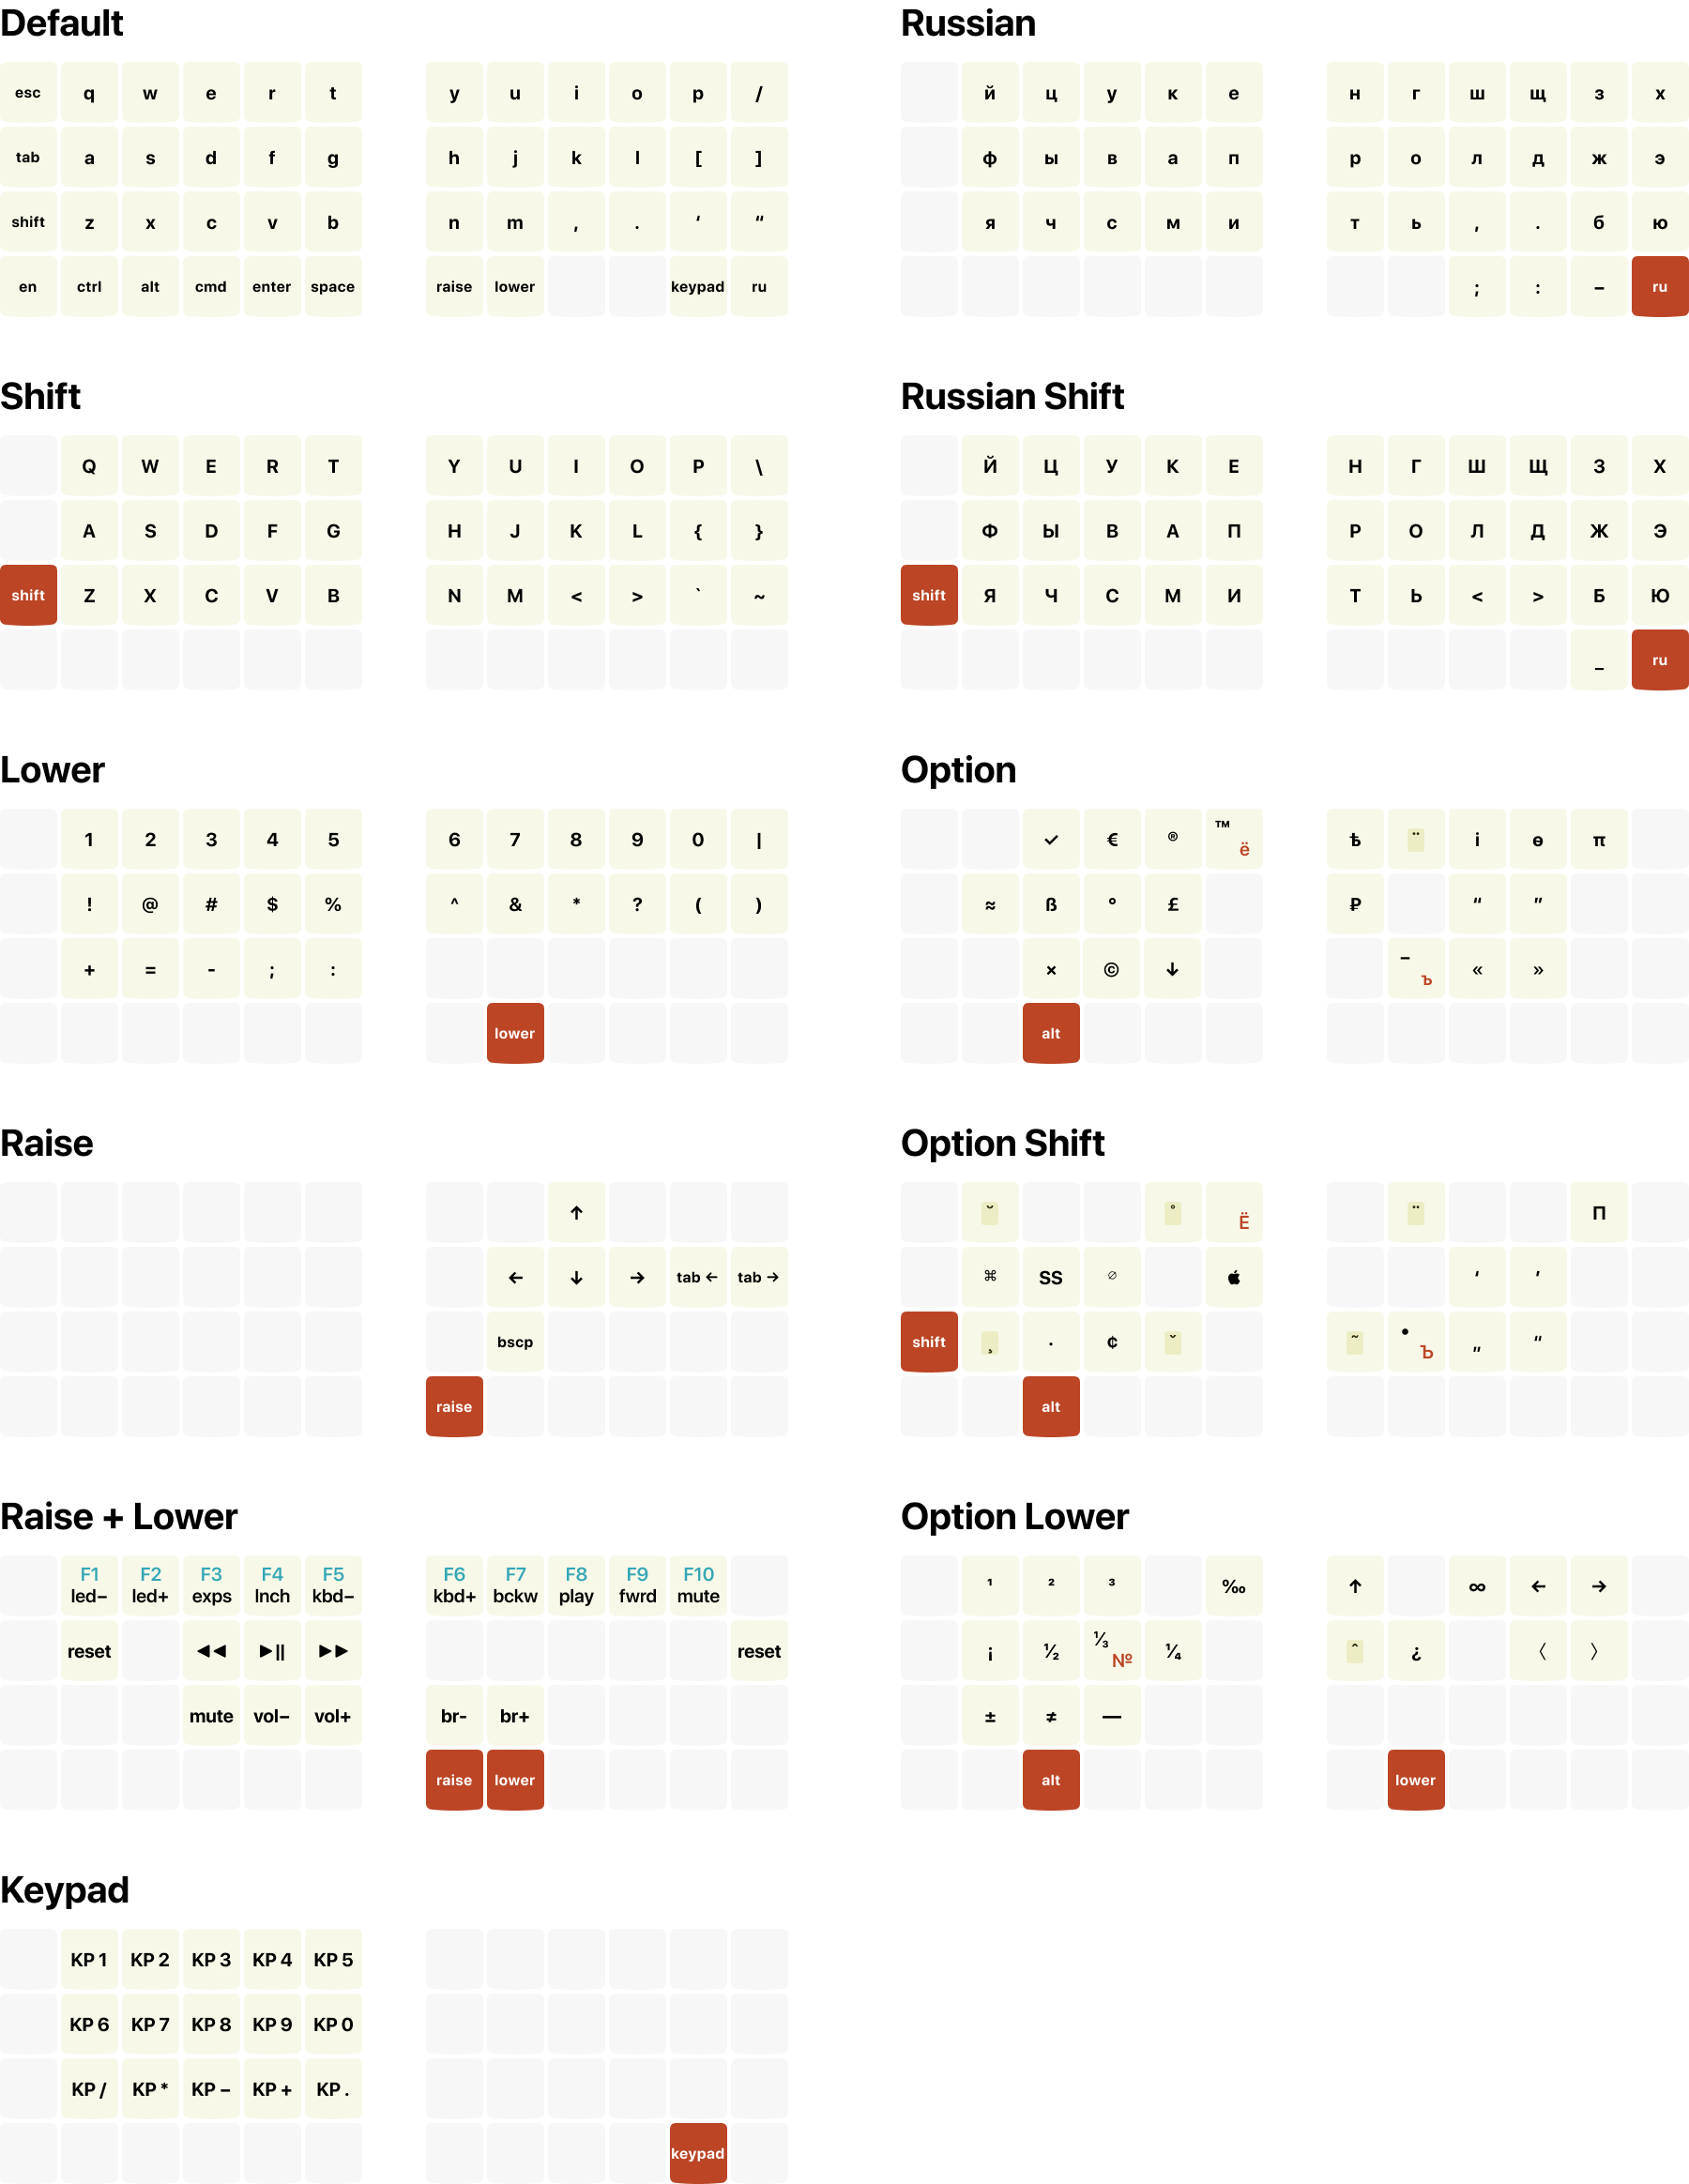 Default
esc q w e r t y u i o p /
tab a s d f g h j k l [ ]
shift z x c v b n m , . ‘ “
en ctrl alt cmd enter space raise lower keypad ru
Russian
й ц у к е н г ш щ з х
ф ы в а п р о л д ж э
я ч с м и т ь , . б ю
; : – ru
Shift
Q W E R T Y U I O P \
A S D F G H J K L { }
shift Z X C V B N M < > ` ~
Russian Shift
Й Ц У К Е Н Г Ш Щ З Х
Ф Ы В А П Р О Л Д Ж Э
shift Я Ч С М И Т Ь < > Б Ю
_ ru
Lower
1 2 3 4 5 6 7 8 9 0 |
! @ # $ % ^ & * ? ( )
+ = - ; :
lower
Option
✓ € ® ™ ё ѣ ¨ i ѳ π
≈ ß ° £ ₽ “ ”
× © ↓ – ъ « »
alt
Raise
↑
← ↓ → tab ← tab →
bscp
raise
Option Shift
˘ ˚ Ё ¨ П
⌘ SS ∅  ‘ ’
shift ¸ · ¢ ˇ ˜ • Ъ „ “
alt
Raise + Lower
F1 F2 F3 F4 F5 F6 F7 F8 F9 F10
led– led+ exps lnch kbd– kbd+ bckw play fwrd mute
reset ◀◀ ▶|| ▶▶ reset
mute vol– vol+ br- br+
raise lower
Option Lower
¹ ² ³ ‰ ↑ ∞ ← →
¡ ½ ⅓ № ¼ ˆ ¿ 〈 〉
± ≠ —
alt lower
Keypad
KP 1 KP 2 KP 3 KP 4 KP 5
KP 6 KP 7 KP 8 KP 9 KP 0
KP / KP * KP – KP + KP .
keypad